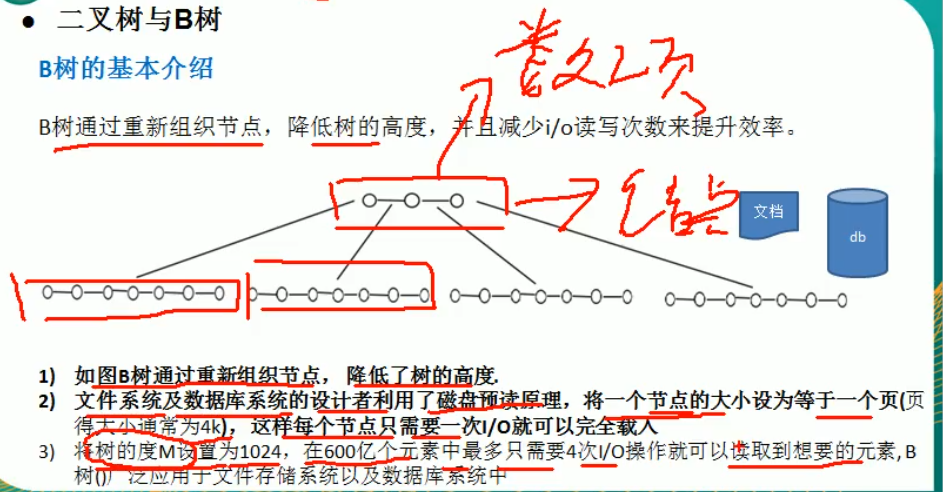 ● 二叉树与B树
B树的基本介绍
B树通过重新组织节点，降低树的高度，并且减少i/o读写次数来提升效率。
文档
db
1) 如图B树通过重新组织节点， 降低了树的高度.
2) 文件系统及数据库系统的设计者利用了磁盘预读原理，将一个节点的大小设为等于一个页(页
得大小通常为4k)，这样每个节点只需要一次I/O就可以完全载入
3) 将树的度M设置为1024，在600亿个元素中最多只需要4次I/O操作就可以读取到想要的元素,B
树()广泛应用于文件存储系统以及数据库系统中